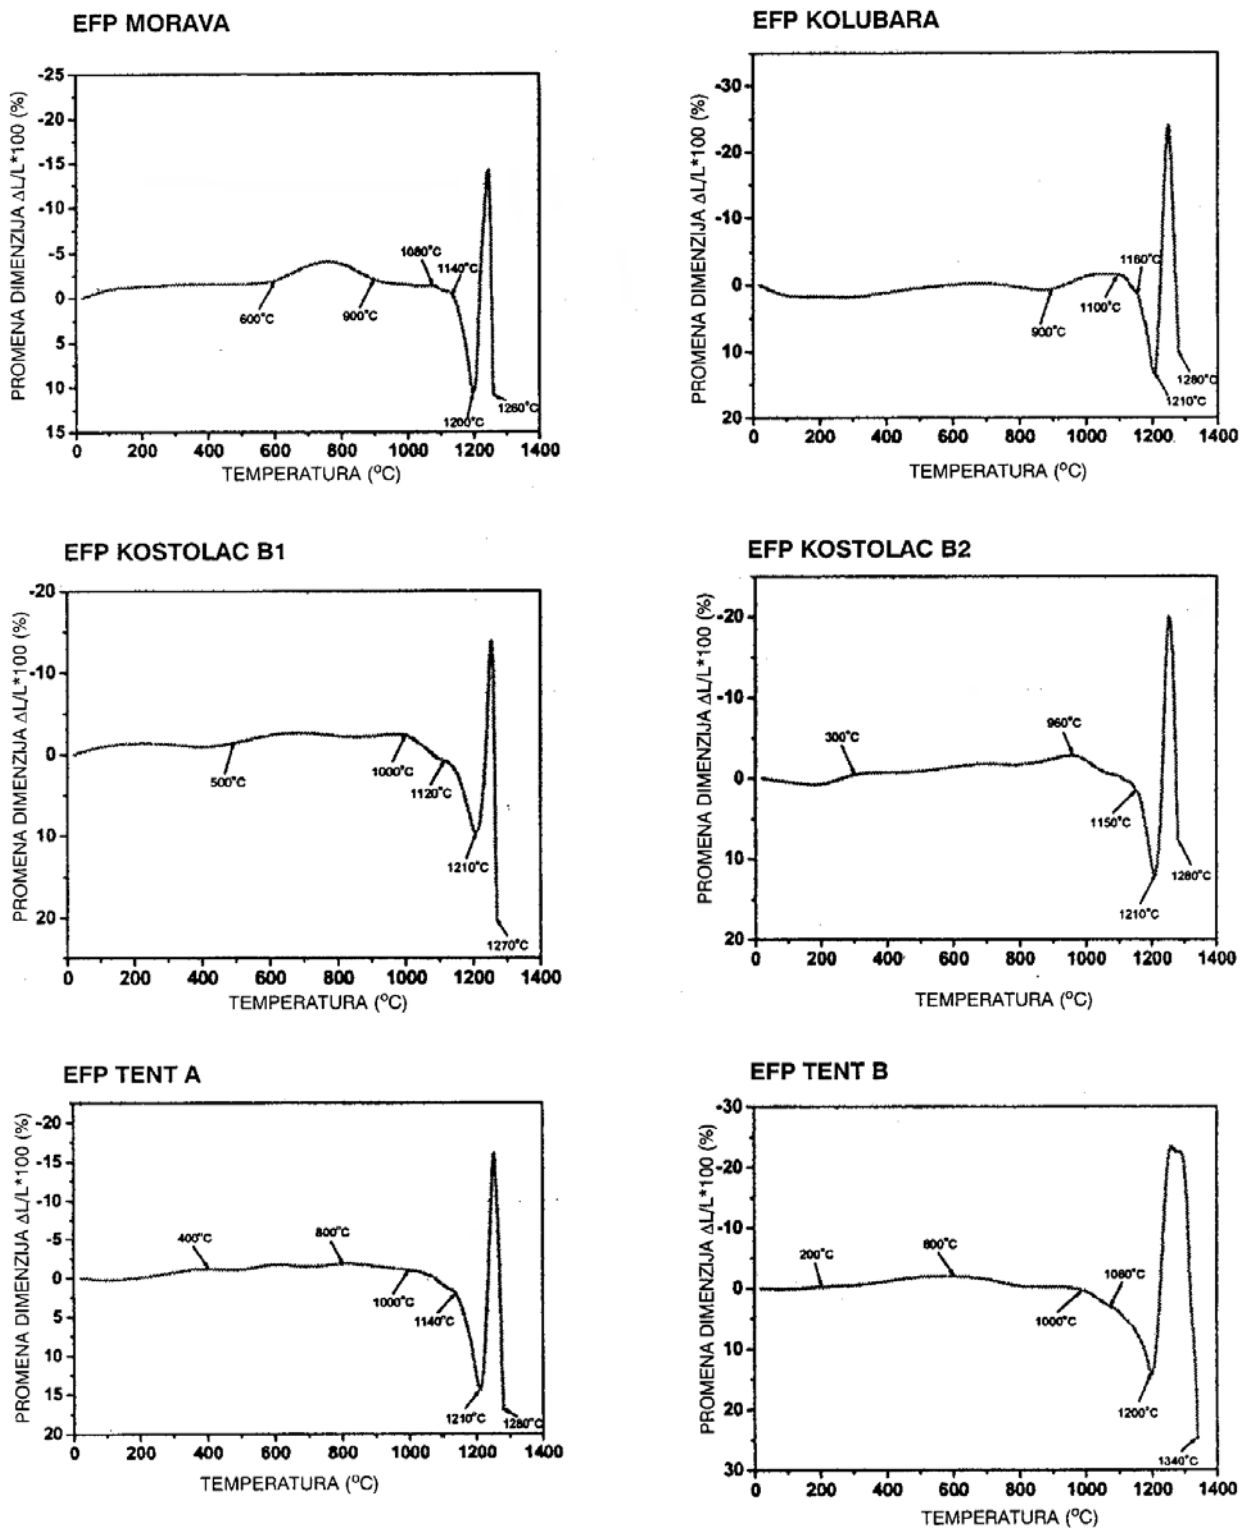 EFP MORAVA
PROMENA DIMENZIJA ΔL/L*100 (%)
-25
-20
-15
-10
-5
0
5
10
15
600°C
900°C
1080°C
1140°C
1200°C
1260°C
0 200 400 600 800 1000 1200 1400
TEMPERATURA (°C)
EFP KOLUBARA
PROMENA DIMENZIJA ΔL/L*100 (%)
-30
-20
-10
0
10
20
900°C
1100°C
1160°C
1280°C
1210°C
0 200 400 600 800 1000 1200 1400
TEMPERATURA (°C)
EFP KOSTOLAC B1
PROMENA DIMENZIJA ΔL/L*100 (%)
-20
-10
0
10
20
500°C
1000°C
1120°C
1210°C
1270°C
0 200 400 600 800 1000 1200 1400
TEMPERATURA (°C)
EFP KOSTOLAC B2
PROMENA DIMENZIJA ΔL/L*100 (%)
-20
-10
0
10
20
300°C
960°C
1150°C
1280°C
1210°C
0 200 400 600 800 1000 1200 1400
TEMPERATURA (°C)
EFP TENT A
PROMENA DIMENZIJA ΔL/L*100 (%)
-20
-15
-10
-5
0
5
10
15
20
400°C
800°C
1000°C
1140°C
1210°C
1280°C
0 200 400 600 800 1000 1200 1400
TEMPERATURA (°C)
EFP TENT B
PROMENA DIMENZIJA ΔL/L*100 (%)
-30
-20
-10
0
10
20
30
200°C
800°C
1080°C
1000°C
1200°C
1340°C
0 200 400 600 800 1000 1200 1400
TEMPERATURA (°C)